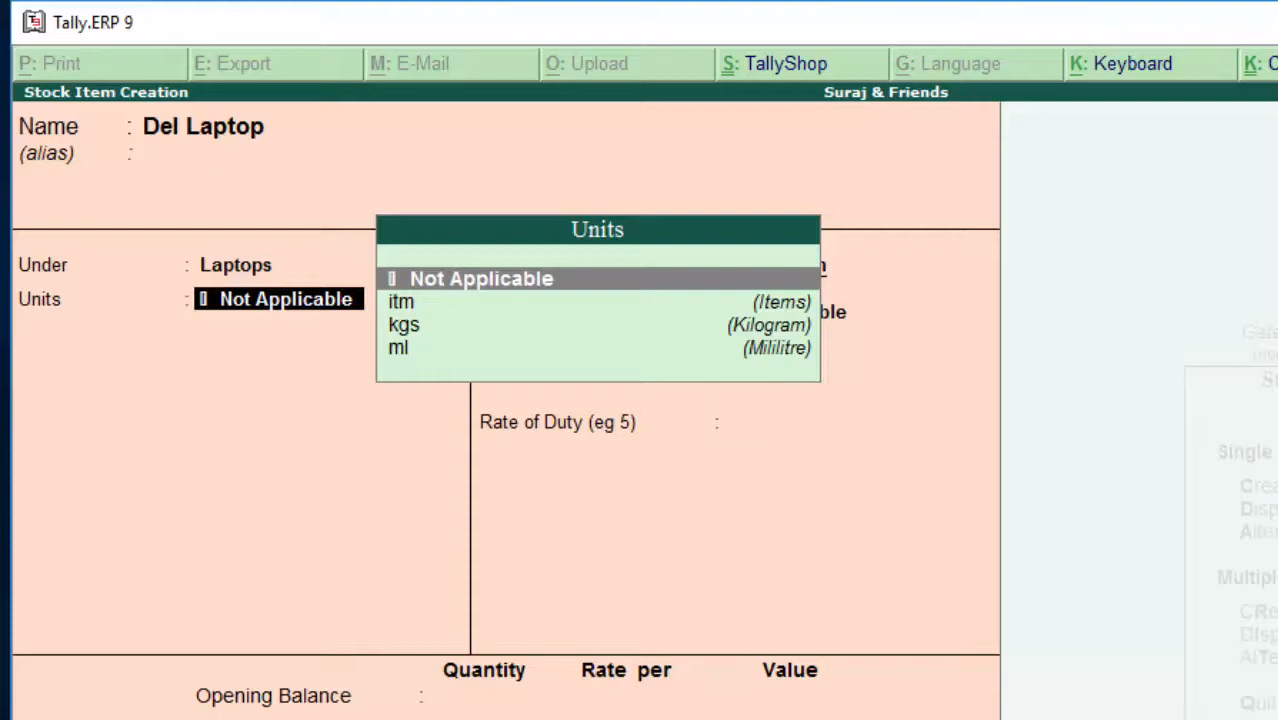 Tally.ERP 9
P: Print E: Export M: E-Mail O: Upload S: TallyShop G: Language K: Keyboard K:
Stock Item Creation Suraj & Friends
Name : Del Laptop
(alias) :
Units
Under : Laptops
Units : Not Applicable
Not Applicable
itm (Items)
kgs (Kilogram)
ml (Mililitre)
Rate of Duty (eg 5) :
Single
Multipl
Quantity Rate per Value
Opening Balance :